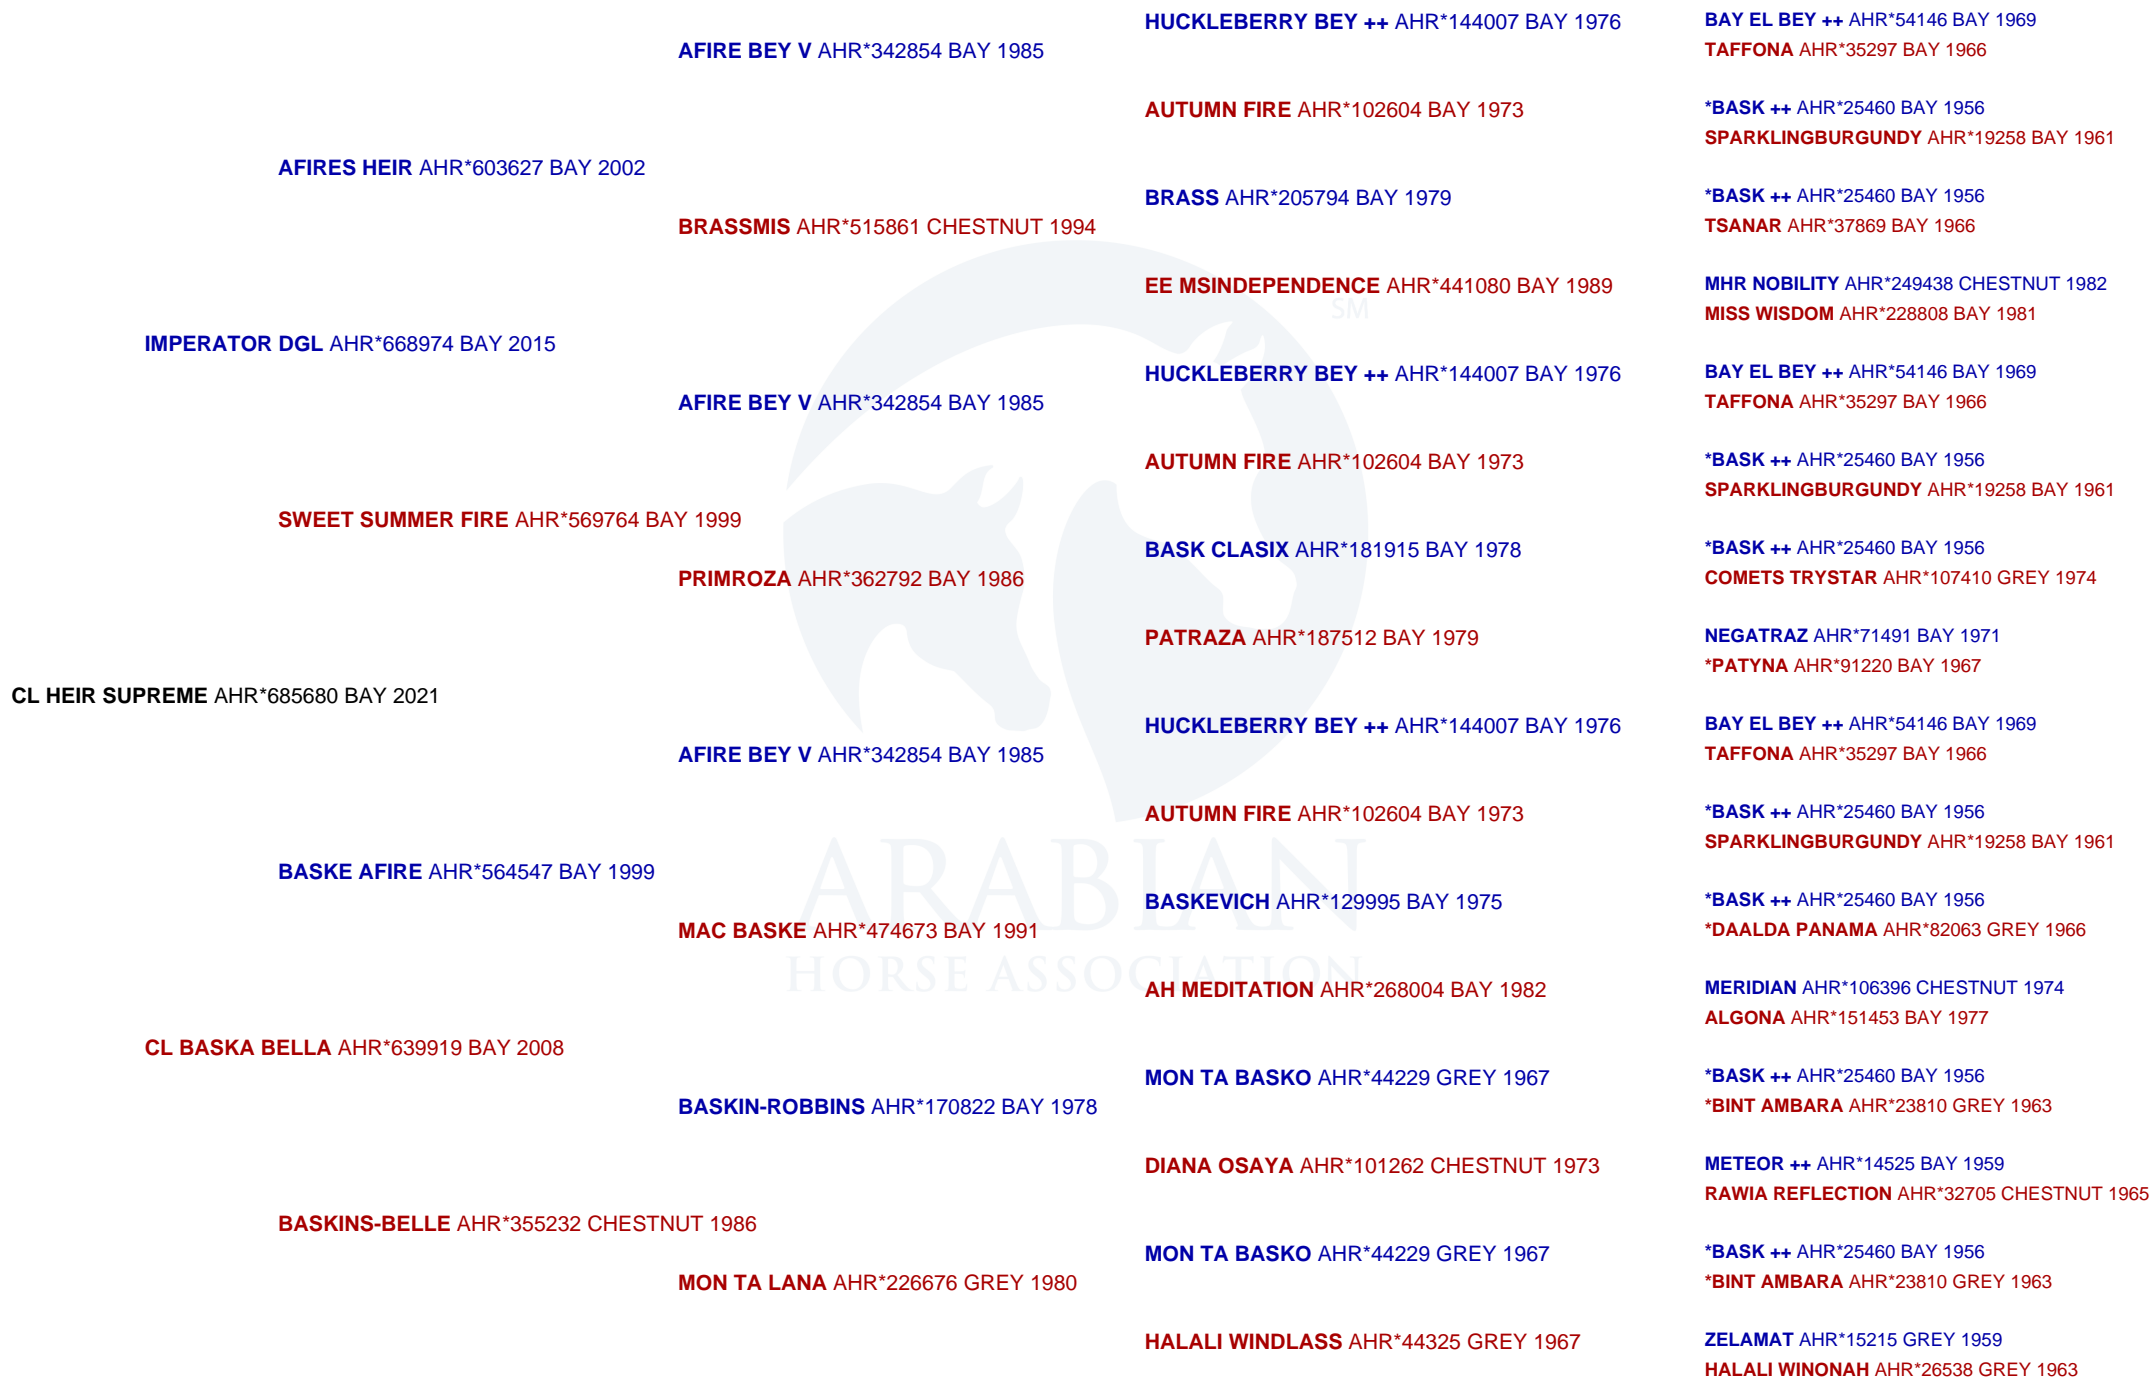 HUCKLEBERRY BEY ++ AHR*144007 BAY 1976
BAY EL BEY ++ AHR*54146 BAY 1969
AFIRE BEY V AHR*342854 BAY 1985
TAFFONA AHR*35297 BAY 1966
AUTUMN FIRE AHR*102604 BAY 1973
*BASK ++ AHR*25460 BAY 1956
SPARKLINGBURGUNDY AHR*19258 BAY 1961
AFIRES HEIR AHR*603627 BAY 2002
BRASS AHR*205794 BAY 1979
*BASK ++ AHR*25460 BAY 1956
BRASSMIS AHR*515861 CHESTNUT 1994
TSANAR AHR*37869 BAY 1966
EE MSINDEPENDENCE AHR*441080 BAY 1989
MHR NOBILITY AHR*249438 CHESTNUT 1982
SM
MISS WISDOM AHR*228808 BAY 1981
IMPERATOR DGL AHR*668974 BAY 2015
HUCKLEBERRY BEY ++ AHR*144007 BAY 1976
BAY EL BEY ++ AHR*54146 BAY 1969
AFIRE BEY V AHR*342854 BAY 1985
TAFFONA AHR*35297 BAY 1966
AUTUMN FIRE AHR*102604 BAY 1973
*BASK ++ AHR*25460 BAY 1956
SPARKLINGBURGUNDY AHR*19258 BAY 1961
SWEET SUMMER FIRE AHR*569764 BAY 1999
BASK CLASIX AHR*181915 BAY 1978
*BASK ++ AHR*25460 BAY 1956
PRIMROZA AHR*362792 BAY 1986
COMETS TRYSTAR AHR*107410 GREY 1974
PATRAZA AHR*187512 BAY 1979
NEGATRAZ AHR*71491 BAY 1971
*PATYNA AHR*91220 BAY 1967
CL HEIR SUPREME AHR*685680 BAY 2021
HUCKLEBERRY BEY ++ AHR*144007 BAY 1976
BAY EL BEY ++ AHR*54146 BAY 1969
AFIRE BEY V AHR*342854 BAY 1985
TAFFONA AHR*35297 BAY 1966
AUTUMN FIRE AHR*102604 BAY 1973
*BASK ++ AHR*25460 BAY 1956
SPARKLINGBURGUNDY AHR*19258 BAY 1961
BASKE AFIRE AHR*564547 BAY 1999
ARABIAN
BASKEVICH AHR*129995 BAY 1975
*BASK ++ AHR*25460 BAY 1956
MAC BASKE AHR*474673 BAY 1991
*DAALDA PANAMA AHR*82063 GREY 1966
HORSE ASSOCIATION
AH MEDITATION AHR*268004 BAY 1982
MERIDIAN AHR*106396 CHESTNUT 1974
ALGONA AHR*151453 BAY 1977
CL BASKA BELLA AHR*639919 BAY 2008
MON TA BASKO AHR*44229 GREY 1967
*BASK ++ AHR*25460 BAY 1956
BASKIN-ROBBINS AHR*170822 BAY 1978
*BINT AMBARA AHR*23810 GREY 1963
DIANA OSAYA AHR*101262 CHESTNUT 1973
METEOR ++ AHR*14525 BAY 1959
RAWIA REFLECTION AHR*32705 CHESTNUT 1965
BASKINS-BELLE AHR*355232 CHESTNUT 1986
MON TA BASKO AHR*44229 GREY 1967
*BASK ++ AHR*25460 BAY 1956
MON TA LANA AHR*226676 GREY 1980
*BINT AMBARA AHR*23810 GREY 1963
HALALI WINDLASS AHR*44325 GREY 1967
ZELAMAT AHR*15215 GREY 1959
HALALI WINONAH AHR*26538 GREY 1963